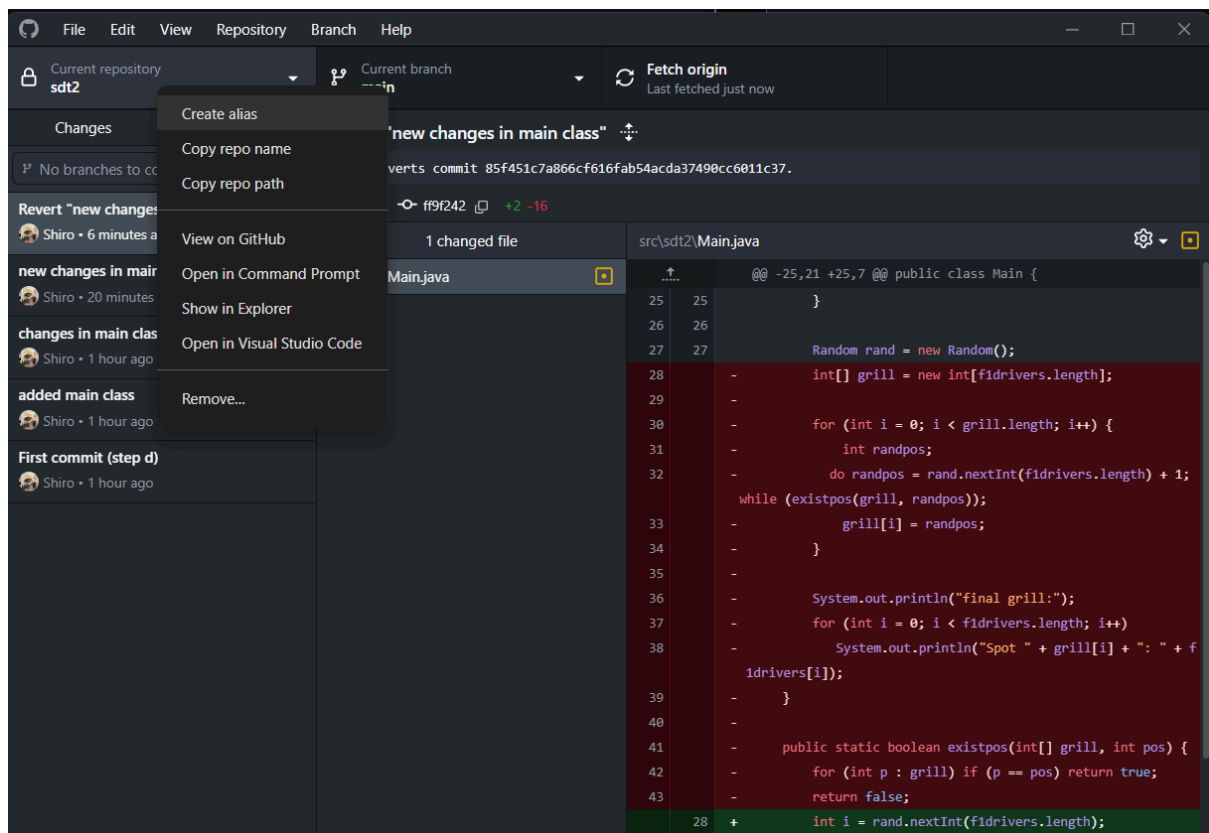 File Edit View Repository Branch Help
Current repository
sdt2
Current branch
main
Fetch origin
Last fetched just now
Changes
Create alias
Copy repo name
Copy repo path
View on GitHub
Open in Command Prompt
Show in Explorer
Open in Visual Studio Code
Remove...
No branches to
Revert "new changes
Shiro • 6 minutes
new changes in
Shiro • 20 minutes
changes in main
Shiro • 1 hour ago
added main class
Shiro • 1 hour ago
First commit (step d)
Shiro • 1 hour ago
"new changes in main class"
commit 85f451c7a866cf616fab54acda37490cc6011c37.
ff9f242 +2 -16
1 changed file
Main.java
src\sdt2\Main.java
@@ -25,21 +25,7 @@ public class Main {
25 25 }
26 26
27 27 Random rand = new Random();
28 - int[] grill = new int[f1drivers.length];
29 -
30 - for (int i = 0; i < grill.length; i++) {
31 - int randpos;
32 - do randpos = rand.nextInt(f1drivers.length) + 1;
while (existpos(grill, randpos));
33 - grill[i] = randpos;
34 - }
35 -
36 - System.out.println("final grill:");
37 - for (int i = 0; i < f1drivers.length; i++)
38 - System.out.println("Spot " + grill[i] + ": " + f
1drivers[i]);
39 - }
40 -
41 - public static boolean existpos(int[] grill, int pos) {
42 - for (int p : grill) if (p == pos) return true;
43 - return false;
28 + int i = rand.nextInt(f1drivers.length);